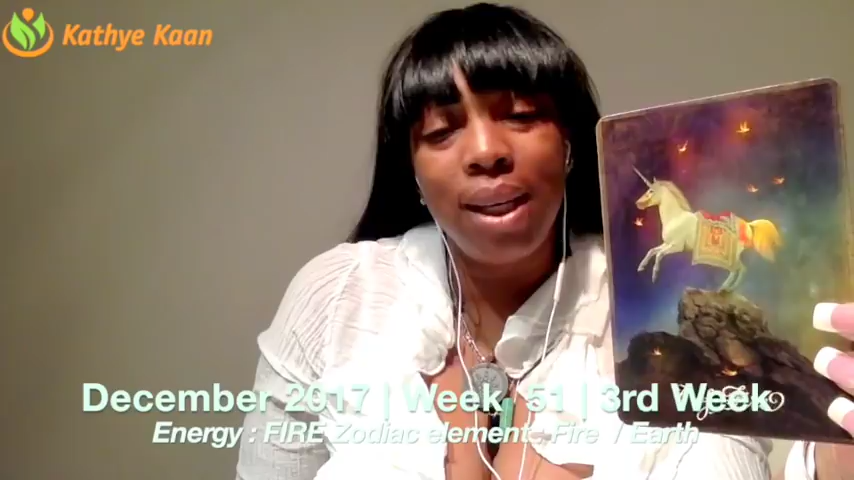 Kathye Kaan
December 2017 | Week 51 | 3rd Week
Energy : FIRE Zodiac element : Fire / Earth